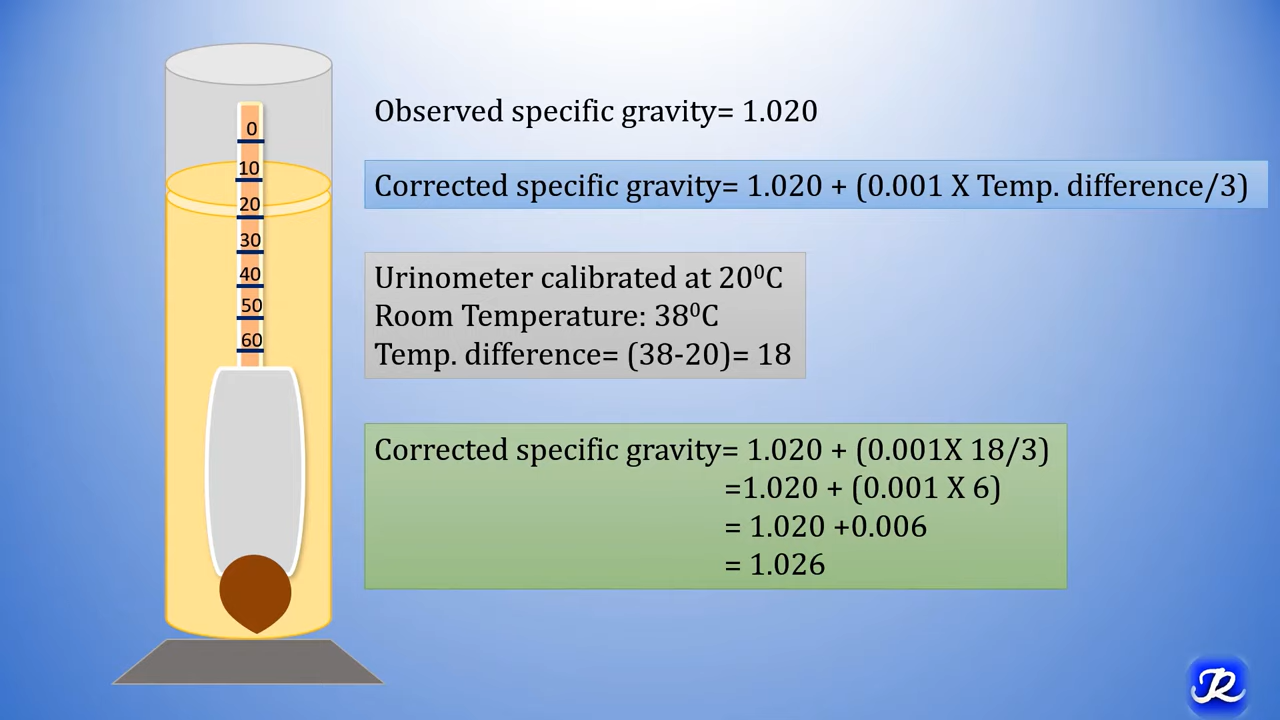 0
10
20
30
40
50
60
Observed specific gravity= 1.020
Corrected specific gravity= 1.020 + (0.001 X Temp. difference/3)
Urinometer calibrated at 20⁰C
Room Temperature: 38⁰C
Temp. difference= (38-20)= 18
Corrected specific gravity= 1.020 + (0.001X 18/3)
=1.020 + (0.001 X 6)
= 1.020 +0.006
= 1.026
JR